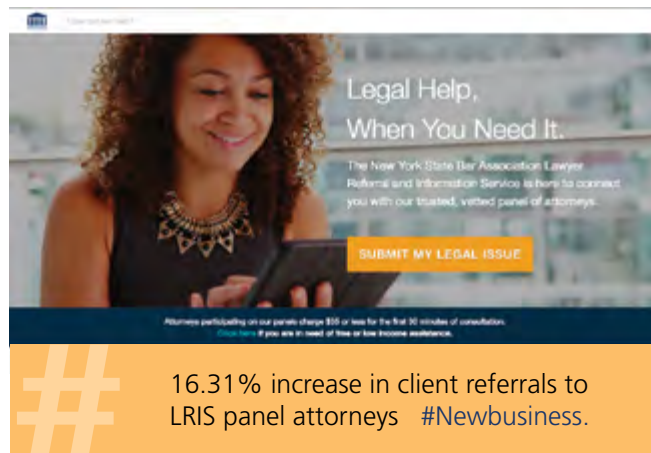 Legal Help,
When You Need It.
The New York State Bar Association Lawyer
Referral and Information Service is here to connect
you with our trusted, vetted panel of attorneys.
SUBMIT MY LEGAL ISSUE
Attorneys participating on our panels charge $35 or less for the first 30 minutes of consultation.
Click here if you are in need of free or low income assistance.
#
16.31% increase in client referrals to
LRIS panel attorneys #Newbusiness.